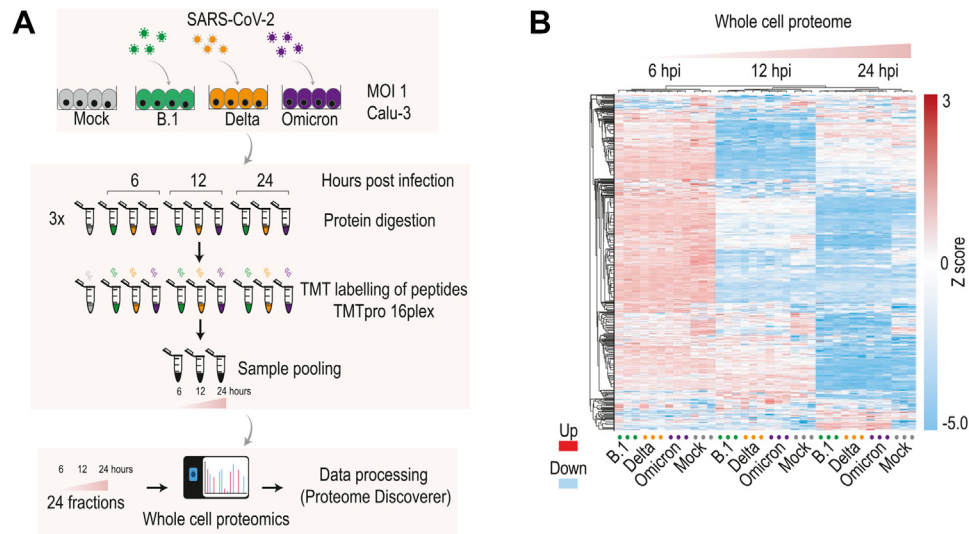 A
SARS-CoV-2
MOI 1
Calu-3
Mock B.1 Delta Omicron
6 12 24 Hours post infection
3x Protein digestion
TMT labelling of peptides
TMTpro 16plex
Sample pooling
6 12 24 hours
6 12 24 hours
24 fractions
Whole cell proteomics
Data processing
(Proteome Discoverer)
B
Whole cell proteome
6 hpi 12 hpi 24 hpi
3
0
Z score
-5.0
Up
Down
B.1 Delta Omicron Mock B.1 Delta Omicron Mock B.1 Delta Omicron Mock